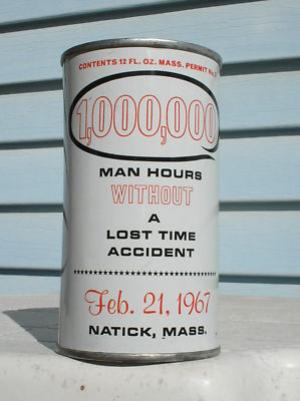 CONTENTS 12 FL. OZ. MASS. PERMIT No.
1,000,000
MAN HOURS
WITHOUT
A
LOST TIME
ACCIDENT
Feb. 21, 1967
NATICK, MASS.